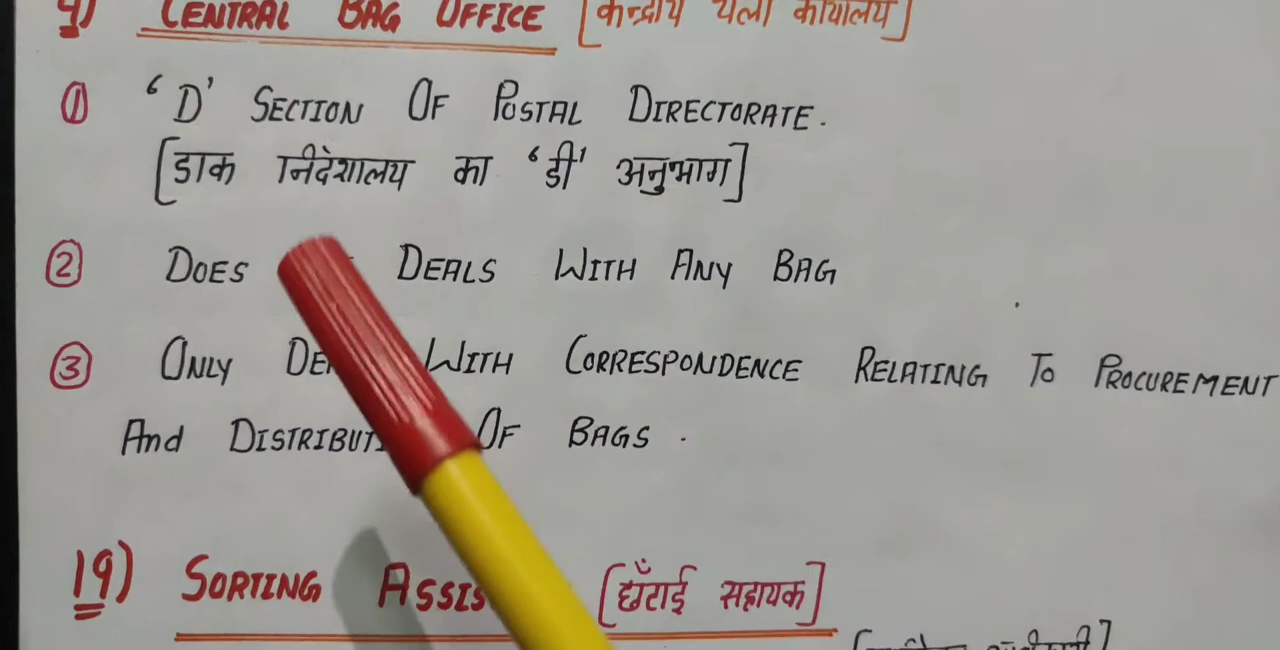 CENTRAL BAG OFFICE [केन्द्रीय थैला कार्यालय]
① 'D' SECTION OF POSTAL DIRECTORATE.
[डाक निदेशालय का 'डी' अनुभाग]
② DOES DEALS WITH ANY BAG
③ ONLY WITH CORRESPONDENCE RELATING TO PROCUREMENT
And OF BAGS.
19) SORTING [छँटाई सहायक]